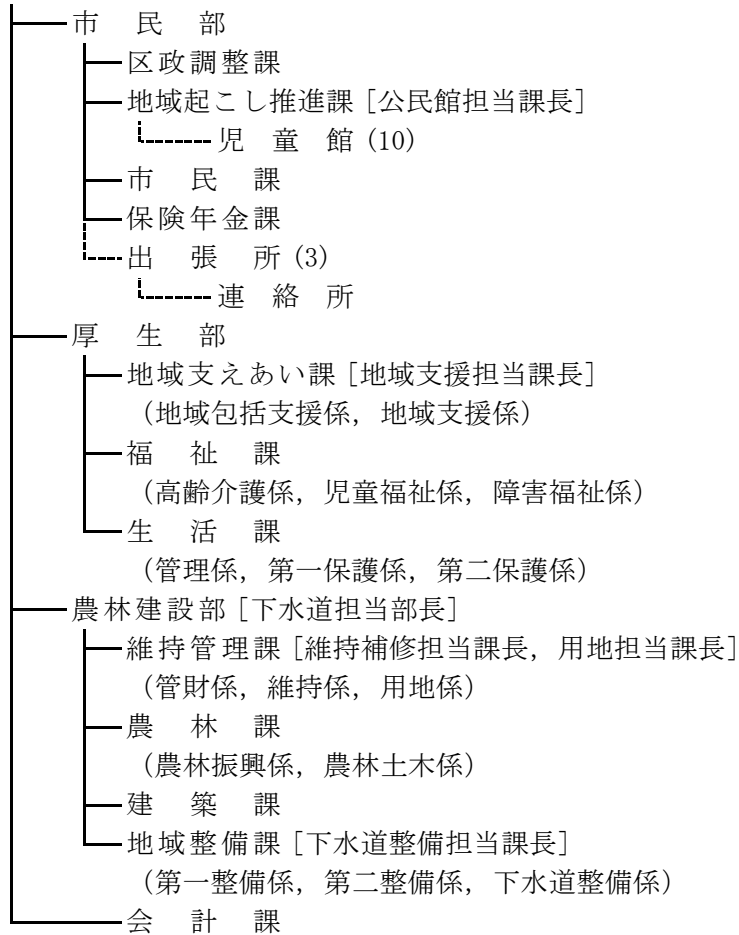 市民部
区政調整課
地域起こし推進課［公民館担当課長］
児童館(10)
市民課
保険年金課
出張所(3)
連絡所
厚生部
地域支えあい課［地域支援担当課長］
（地域包括支援係，地域支援係）
福祉課
（高齢介護係，児童福祉係，障害福祉係）
生活課
（管理係，第一保護係，第二保護係）
農林建設部［下水道担当部長］
維持管理課［維持補修担当課長，用地担当課長］
（管財係，維持係，用地係）
農林課
（農林振興係，農林土木係）
建築課
地域整備課［下水道整備担当課長］
（第一整備係，第二整備係，下水道整備係）
会計課